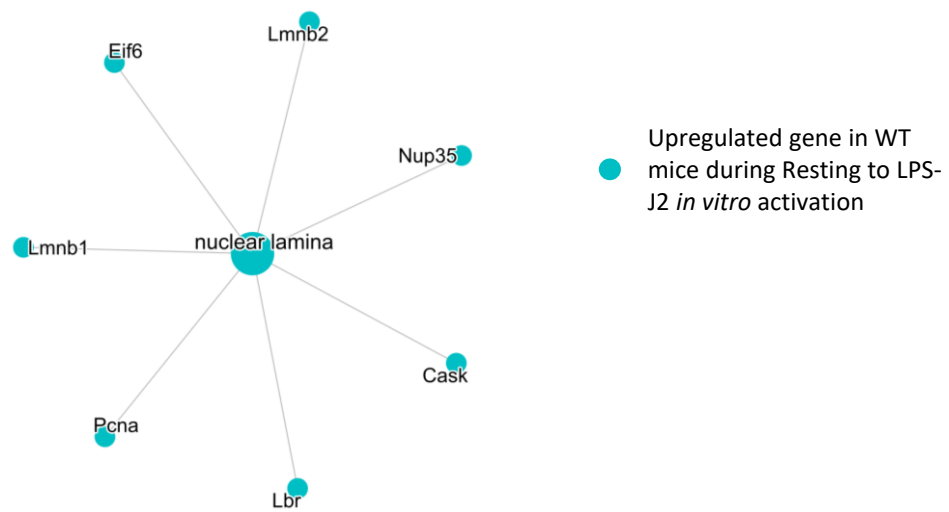 Lmnb2
Eif6
Nup35
nuclear lamina
Lmnb1
Cask
Pcna
Lbr
Upregulated gene in WT
mice during Resting to LPS-
J2 in vitro activation